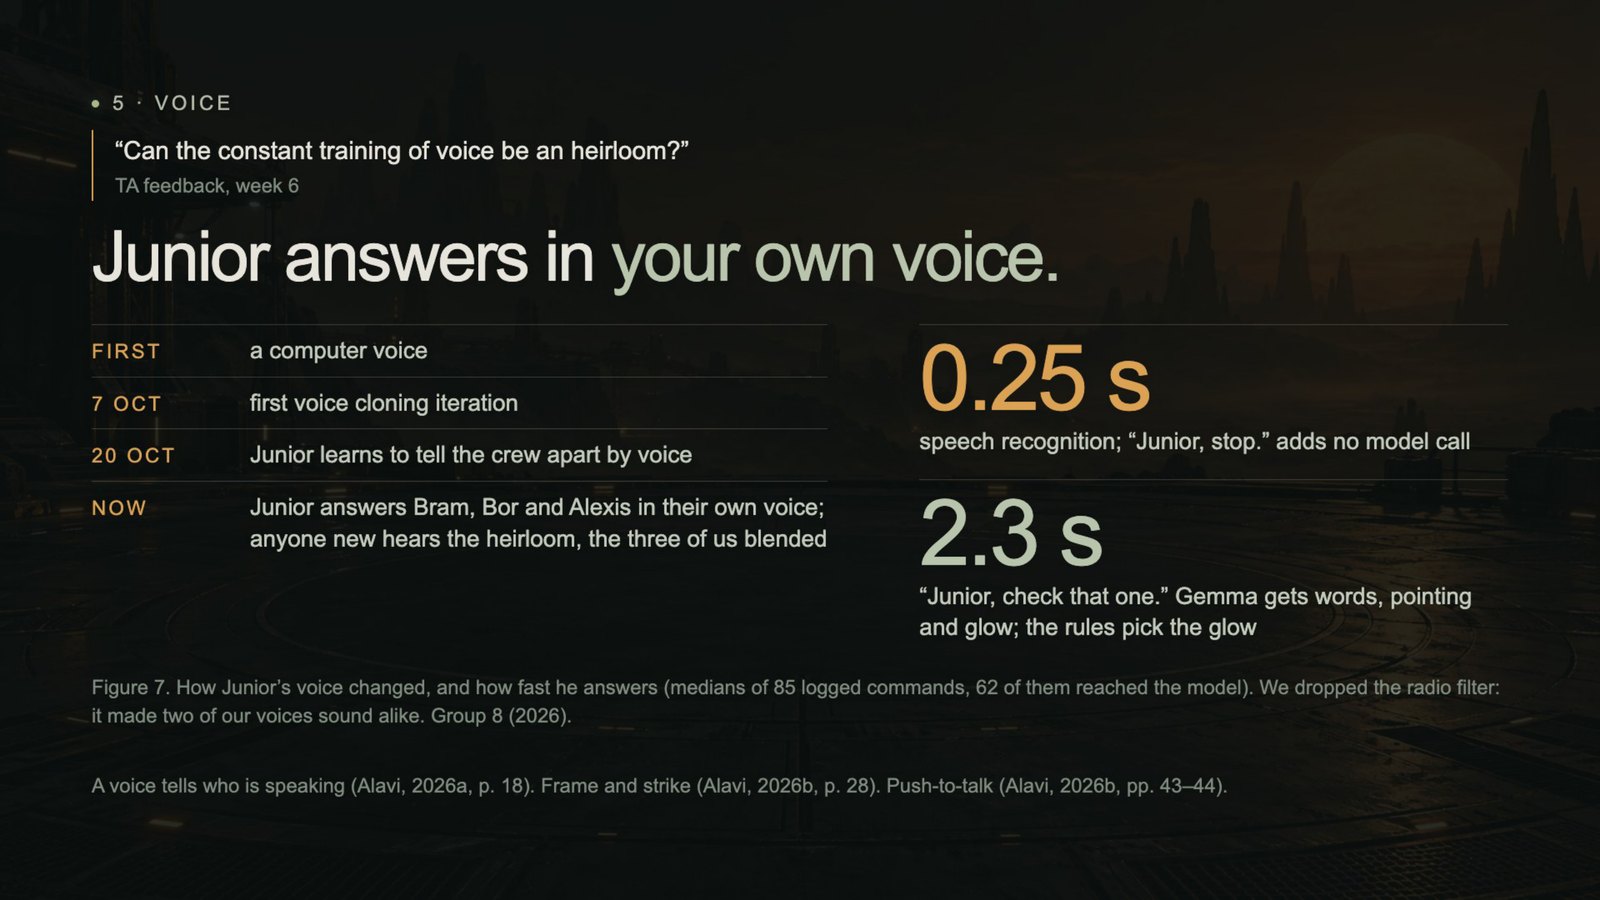 • 5 · VOICE
“Can the constant training of voice be an heirloom?”
TA feedback, week 6
Junior answers in your own voice.
FIRST a computer voice
7 OCT first voice cloning iteration
20 OCT Junior learns to tell the crew apart by voice
NOW Junior answers Bram, Bor and Alexis in their own voice;
anyone new hears the heirloom, the three of us blended
0.25 s
speech recognition; “Junior, stop.” adds no model call
2.3 s
“Junior, check that one.” Gemma gets words, pointing
and glow; the rules pick the glow
Figure 7. How Junior’s voice changed, and how fast he answers (medians of 85 logged commands, 62 of them reached the model). We dropped the radio filter:
it made two of our voices sound alike. Group 8 (2026).
A voice tells who is speaking (Alavi, 2026a, p. 18). Frame and strike (Alavi, 2026b, p. 28). Push-to-talk (Alavi, 2026b, pp. 43–44).